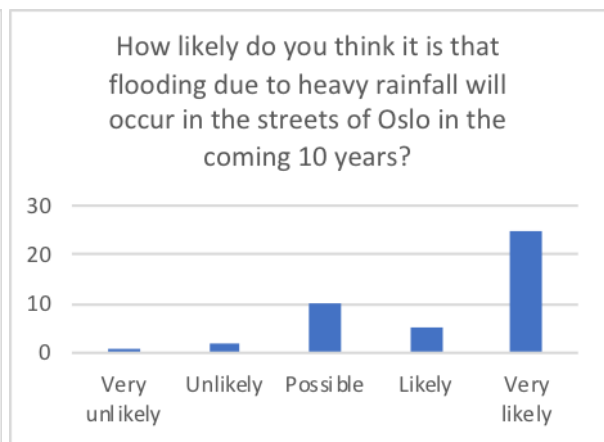 How likely do you think it is that
flooding due to heavy rainfall will
occur in the streets of Oslo in the
coming 10 years?
30
20
10
0
Very unlikely
Unlikely
Possible
Likely
Very likely